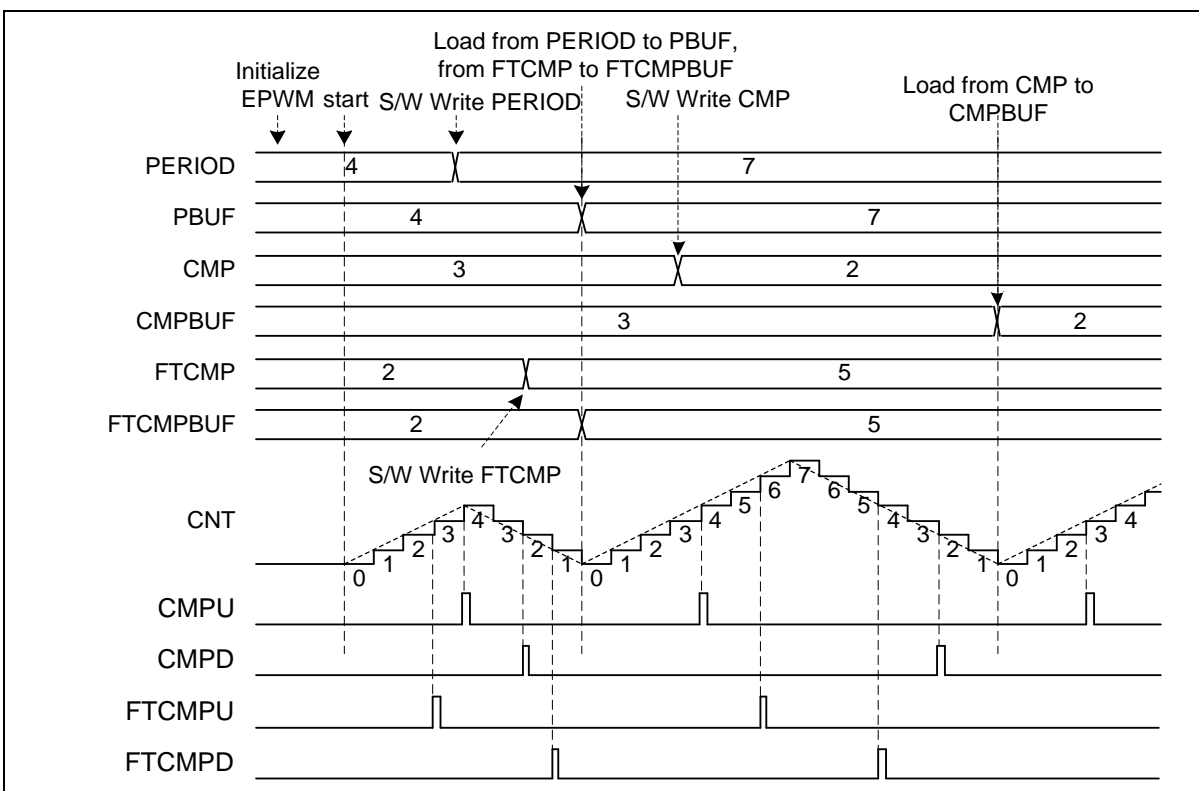 Load from PERIOD to PBUF,
from FTCMP to FTCMPBUF
Initialize
EPWM start
S/W Write PERIOD
S/W Write CMP
Load from CMP to
CMPBUF
PERIOD 4 7
PBUF 4 7
CMP 3 2
CMPBUF 3 2
FTCMP 2 5
FTCMPBUF 2 5
S/W Write FTCMP
CNT
0 1 2 3 4 3 2 1 0 1 2 3 4 5 6 7 6 5 4 3 2 1 0 1 2 3 4
CMPU
CMPD
FTCMPU
FTCMPD